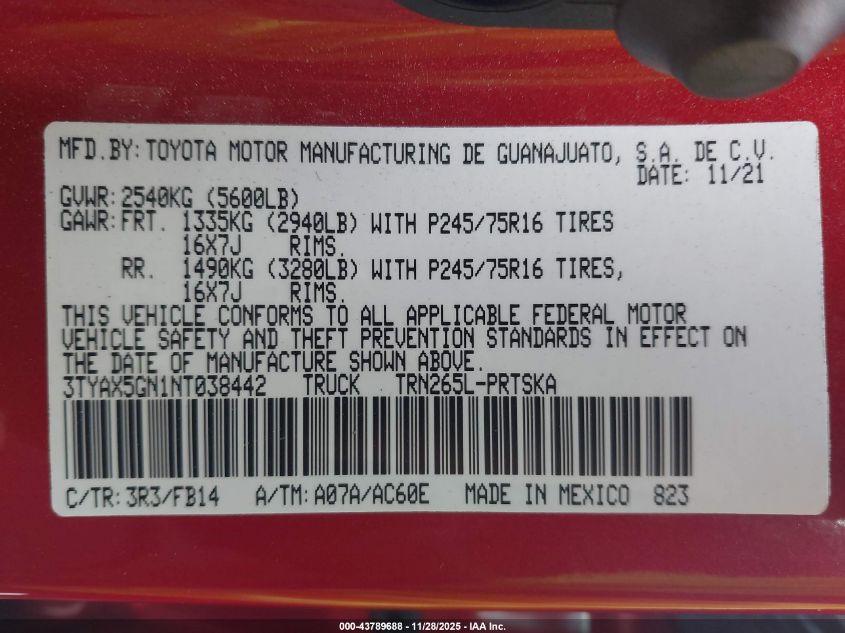 MFD.BY: TOYOTA MOTOR MANUFACTURING DE GUANAJUATO, S.A. DE C.V.
DATE: 11/21
GVWR: 2540KG (5600LB)
GAWR: FRT. 1335KG (2940LB) WITH P245/75R16 TIRES
16X7J RIMS.
RR. 1490KG (3280LB) WITH P245/75R16 TIRES,
16X7J RIMS.
THIS VEHICLE CONFORMS TO ALL APPLICABLE FEDERAL MOTOR
VEHICLE SAFETY AND THEFT PREVENTION STANDARDS IN EFFECT ON
THE DATE OF MANUFACTURE SHOWN ABOVE.
3TYAX5GN1NT038442 TRUCK TRN265L-PRTSKA
C/TR: 3R3/FB14 A/TM: A07A/AC60E MADE IN MEXICO 823
000-43789688 - 11/28/2025 - IAA Inc.